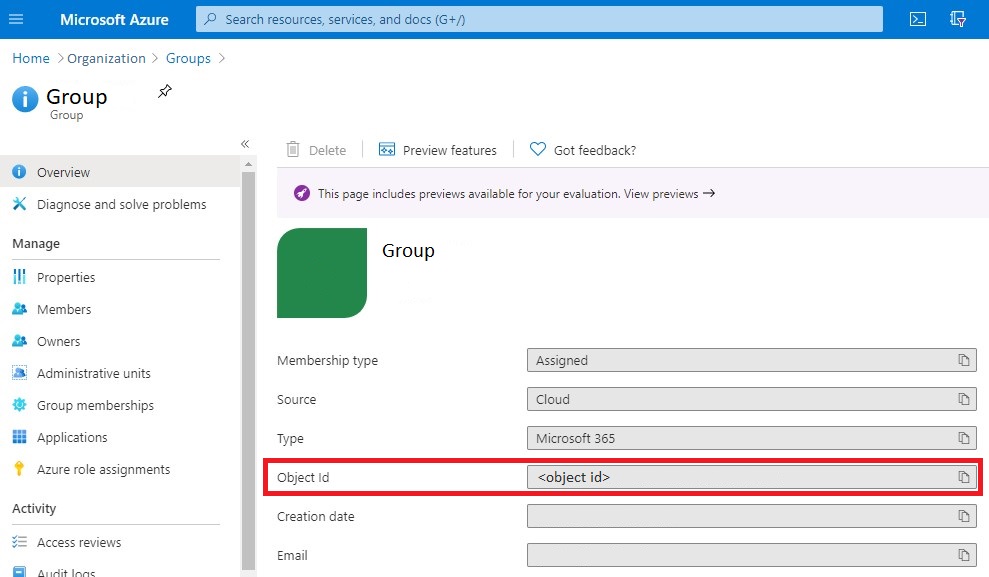 Microsoft Azure
Search resources, services, and docs (G+/)
Home > Organization > Groups >
Group
Group
«
Delete
Preview features
Got feedback?
Overview
Diagnose and solve problems
Manage
Properties
Members
Owners
Administrative units
Group memberships
Applications
Azure role assignments
Activity
Access reviews
Audit logs
This page includes previews available for your evaluation. View previews →
Group
Membership type Assigned
Source Cloud
Type Microsoft 365
Object Id <object id>
Creation date
Email